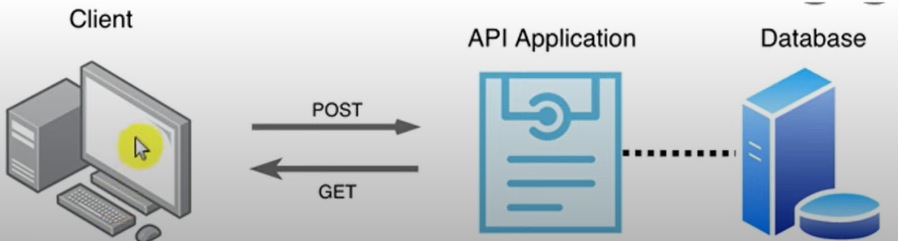 Client
API Application
Database
POST
GET